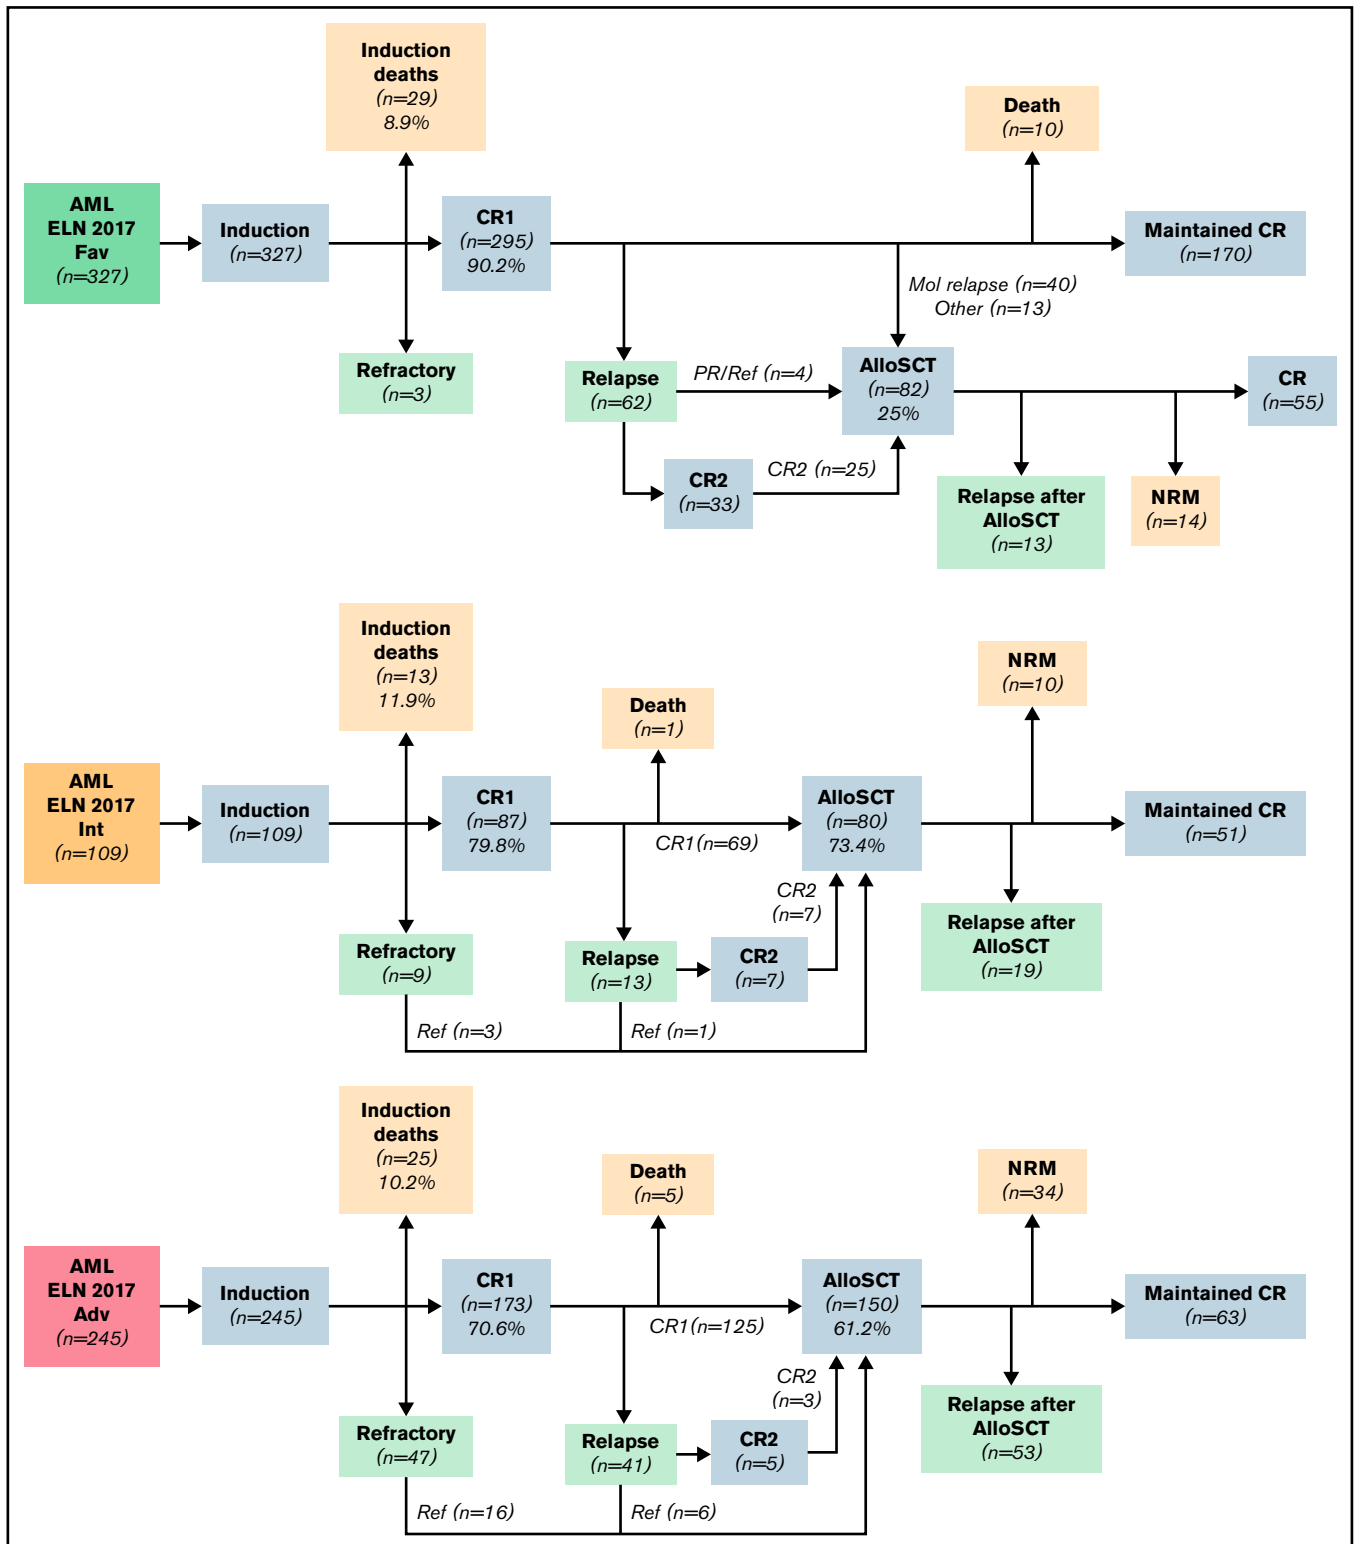 Induction
deaths
(n=29)
8.9%
Death
(n=10)
AML
ELN 2017
Fav
(n=327)
Induction
(n=327)
CR1
(n=295)
90.2%
Maintained CR
(n=170)
Mol relapse (n=40)
Other (n=13)
Refractory
(n=3)
Relapse
(n=62)
PR/Ref (n=4)
AlloSCT
(n=82)
25%
CR
(n=55)
CR2
(n=33)
CR2 (n=25)
Relapse after
AlloSCT
(n=13)
NRM
(n=14)
Induction
deaths
(n=13)
11.9%
Death
(n=1)
NRM
(n=10)
AML
ELN 2017
Int
(n=109)
Induction
(n=109)
CR1
(n=87)
79.8%
CR1(n=69)
AlloSCT
(n=80)
73.4%
Maintained CR
(n=51)
CR2
(n=7)
Refractory
(n=9)
Relapse
(n=13)
CR2
(n=7)
Relapse after
AlloSCT
(n=19)
Ref (n=3)
Ref (n=1)
Induction
deaths
(n=25)
10.2%
Death
(n=5)
NRM
(n=34)
AML
ELN 2017
Adv
(n=245)
Induction
(n=245)
CR1
(n=173)
70.6%
CR1(n=125)
AlloSCT
(n=150)
61.2%
Maintained CR
(n=63)
CR2
(n=3)
Refractory
(n=47)
Relapse
(n=41)
CR2
(n=5)
Relapse after
AlloSCT
(n=53)
Ref (n=16)
Ref (n=6)